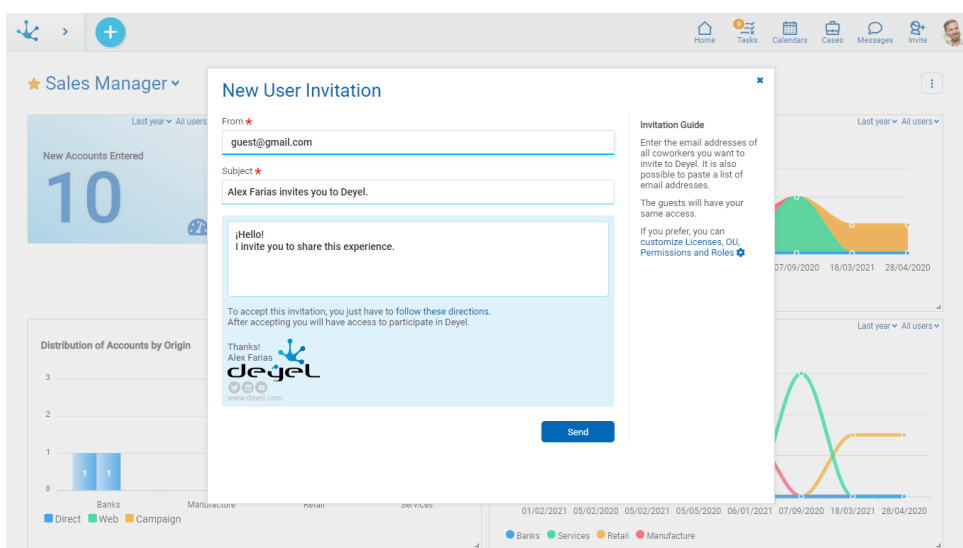 Home
9
Tasks
Calendars
Cases
Messages
Invite
Sales Manager
Last year All users
New Accounts Entered
10
New User Invitation
From *
guest@gmail.com
Subject *
Alex Farias invites you to Deyel.
¡Hello!
I invite you to share this experience.
To accept this invitation, you just have to follow these directions.
After accepting you will have access to participate in Deyel.
Thanks!
Alex Farias
deyel
www.deyel.com
Send
Invitation Guide
Enter the email addresses of
all coworkers you want to
invite to Deyel. It is also
possible to paste a list of
email addresses.
The guests will have your
same access.
If you prefer, you can
customize Licenses, OU,
Permissions and Roles
Last year All users
07/09/2020 18/03/2021 28/04/2020
Distribution of Accounts by Origin
3
2
1
0
1 1
Banks Manufacture Retail Services
Direct Web Campaign
Last year All users
01/02/2021 05/02/2020 05/02/2021 05/05/2020 06/01/2021 07/09/2020 18/03/2021 28/04/2020
Banks Services Retail Manufacture